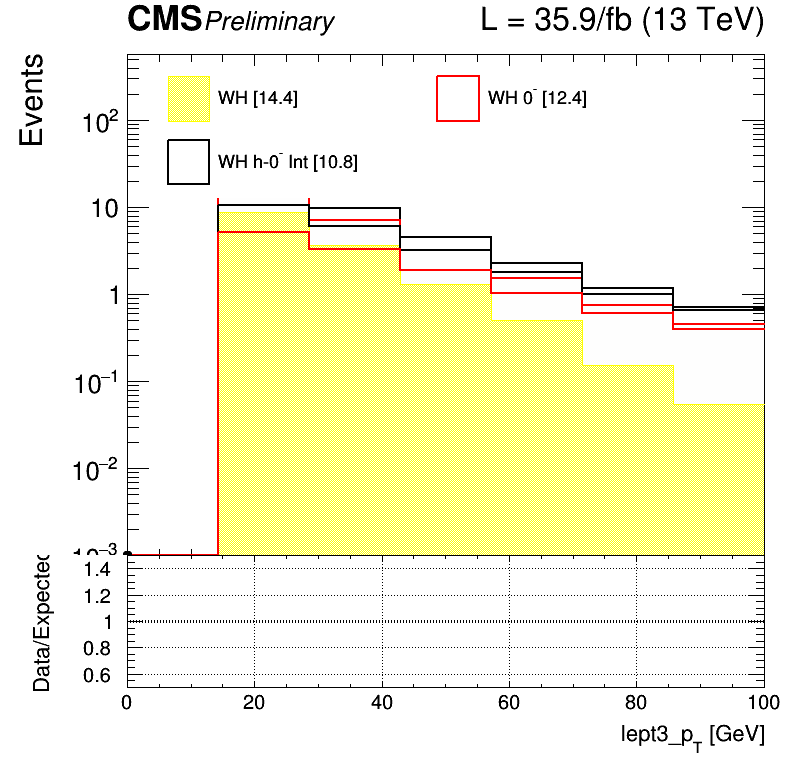 CMS Preliminary L = 35.9/fb (13 TeV)
Events
WH [14.4]
WH 0⁻ [12.4]
WH h-0⁻ Int [10.8]
10²
10
1
10⁻¹
10⁻²
10⁻³
Data/Expected
1.4
1.2
1
0.8
0.6
0 20 40 60 80 100
lept3_p_T [GeV]